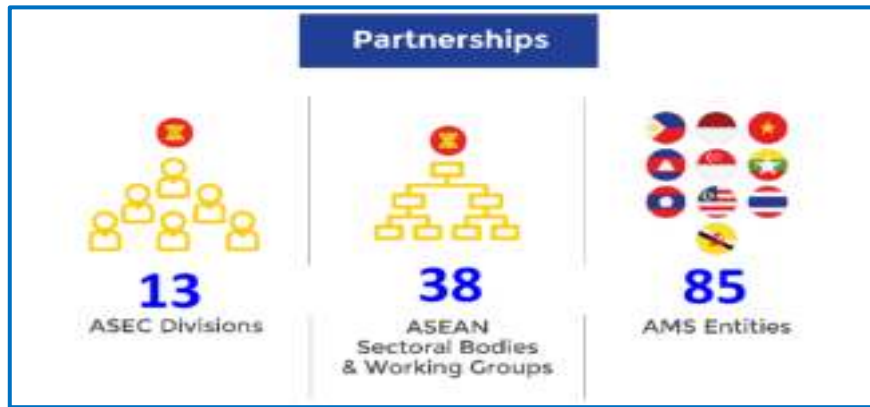 Partnerships
13
ASEC Divisions
38
ASEAN
Sectoral Bodies
& Working Groups
85
AMS Entities